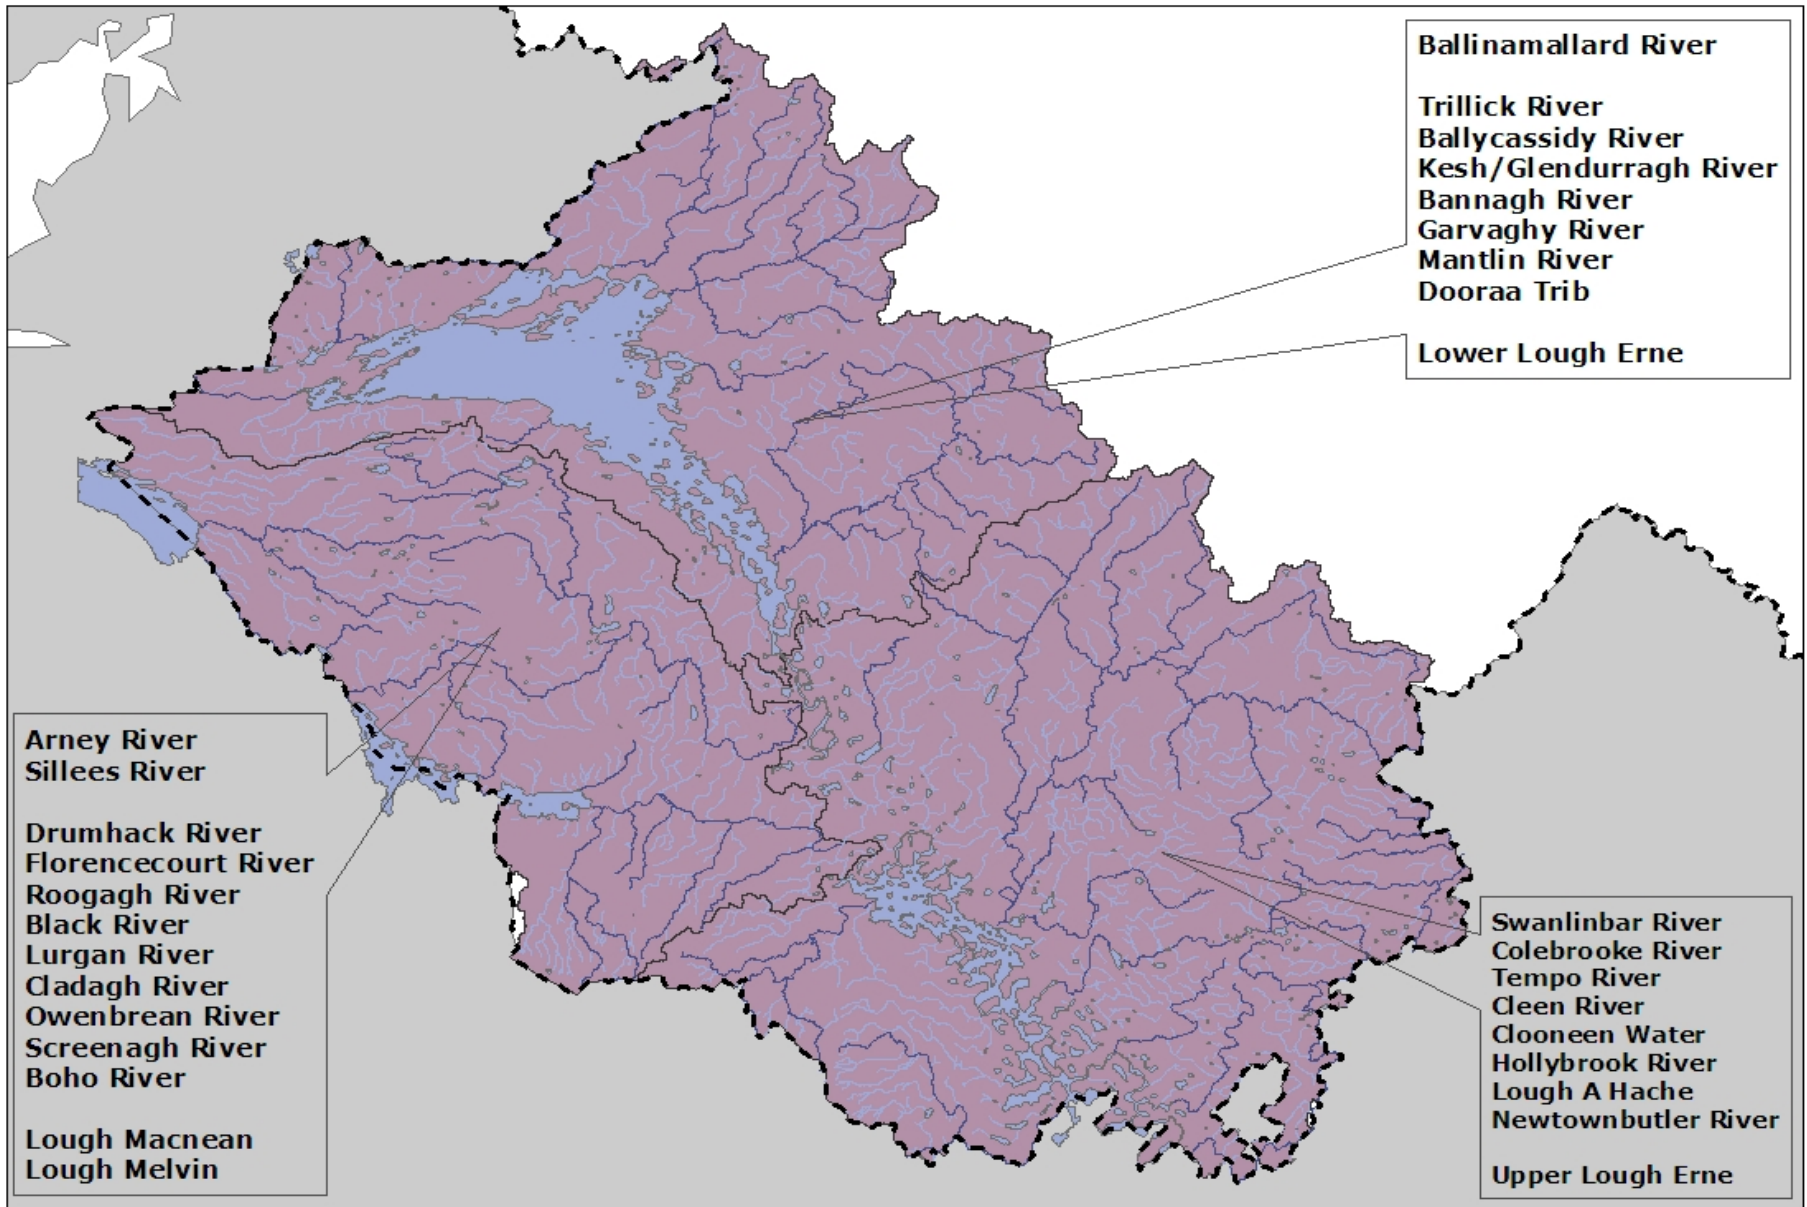 Ballinamallard River
Trillick River
Ballycassidy River
Kesh/Glendurragh River
Bannagh River
Garvaghy River
Mantlin River
Dooraa Trib
Lower Lough Erne
Arney River
Sillees River
Drumhack River
Florencecourt River
Roogagh River
Black River
Lurgan River
Cladagh River
Owenbrean River
Screenagh River
Boho River
Lough Macnean
Lough Melvin
Swanlinbar River
Colebrooke River
Tempo River
Cleen River
Clooneen Water
Hollybrook River
Lough A Hache
Newtownbutler River
Upper Lough Erne